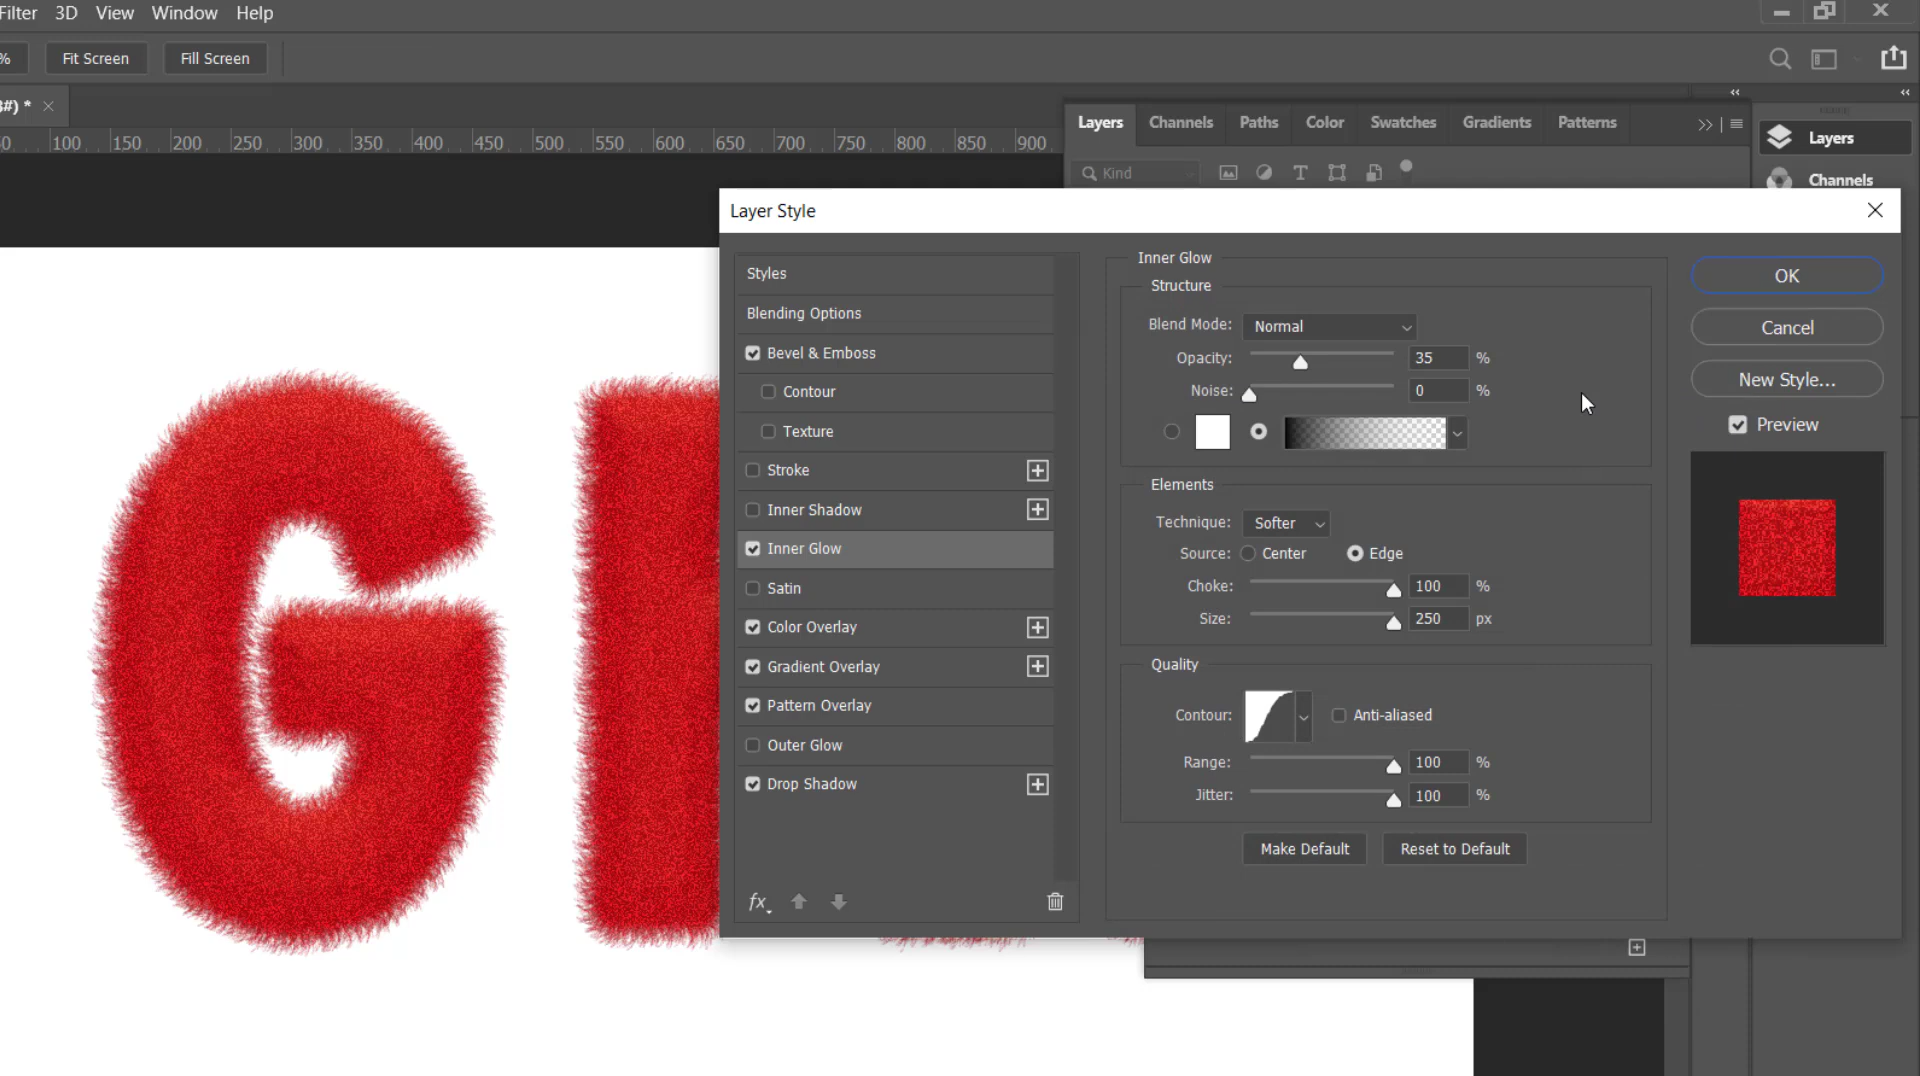 Filter 3D View Window Help
% Fit Screen Fill Screen
#) *
100 150 200 250 300 350 400 450 500 550 600 650 700 750 800 850 900
Layers Channels Paths Color Swatches Gradients Patterns
Kind
Layers
Channels
Layer Style
Styles
Blending Options
Bevel & Emboss
Contour
Texture
Stroke
Inner Shadow
Inner Glow
Satin
Color Overlay
Gradient Overlay
Pattern Overlay
Outer Glow
Drop Shadow
fx
Inner Glow
Structure
Blend Mode: Normal
Opacity: 35 %
Noise: 0 %
Elements
Technique: Softer
Source: Center Edge
Choke: 100 %
Size: 250 px
Quality
Contour: Anti-aliased
Range: 100 %
Jitter: 100 %
Make Default Reset to Default
OK
Cancel
New Style...
Preview
G